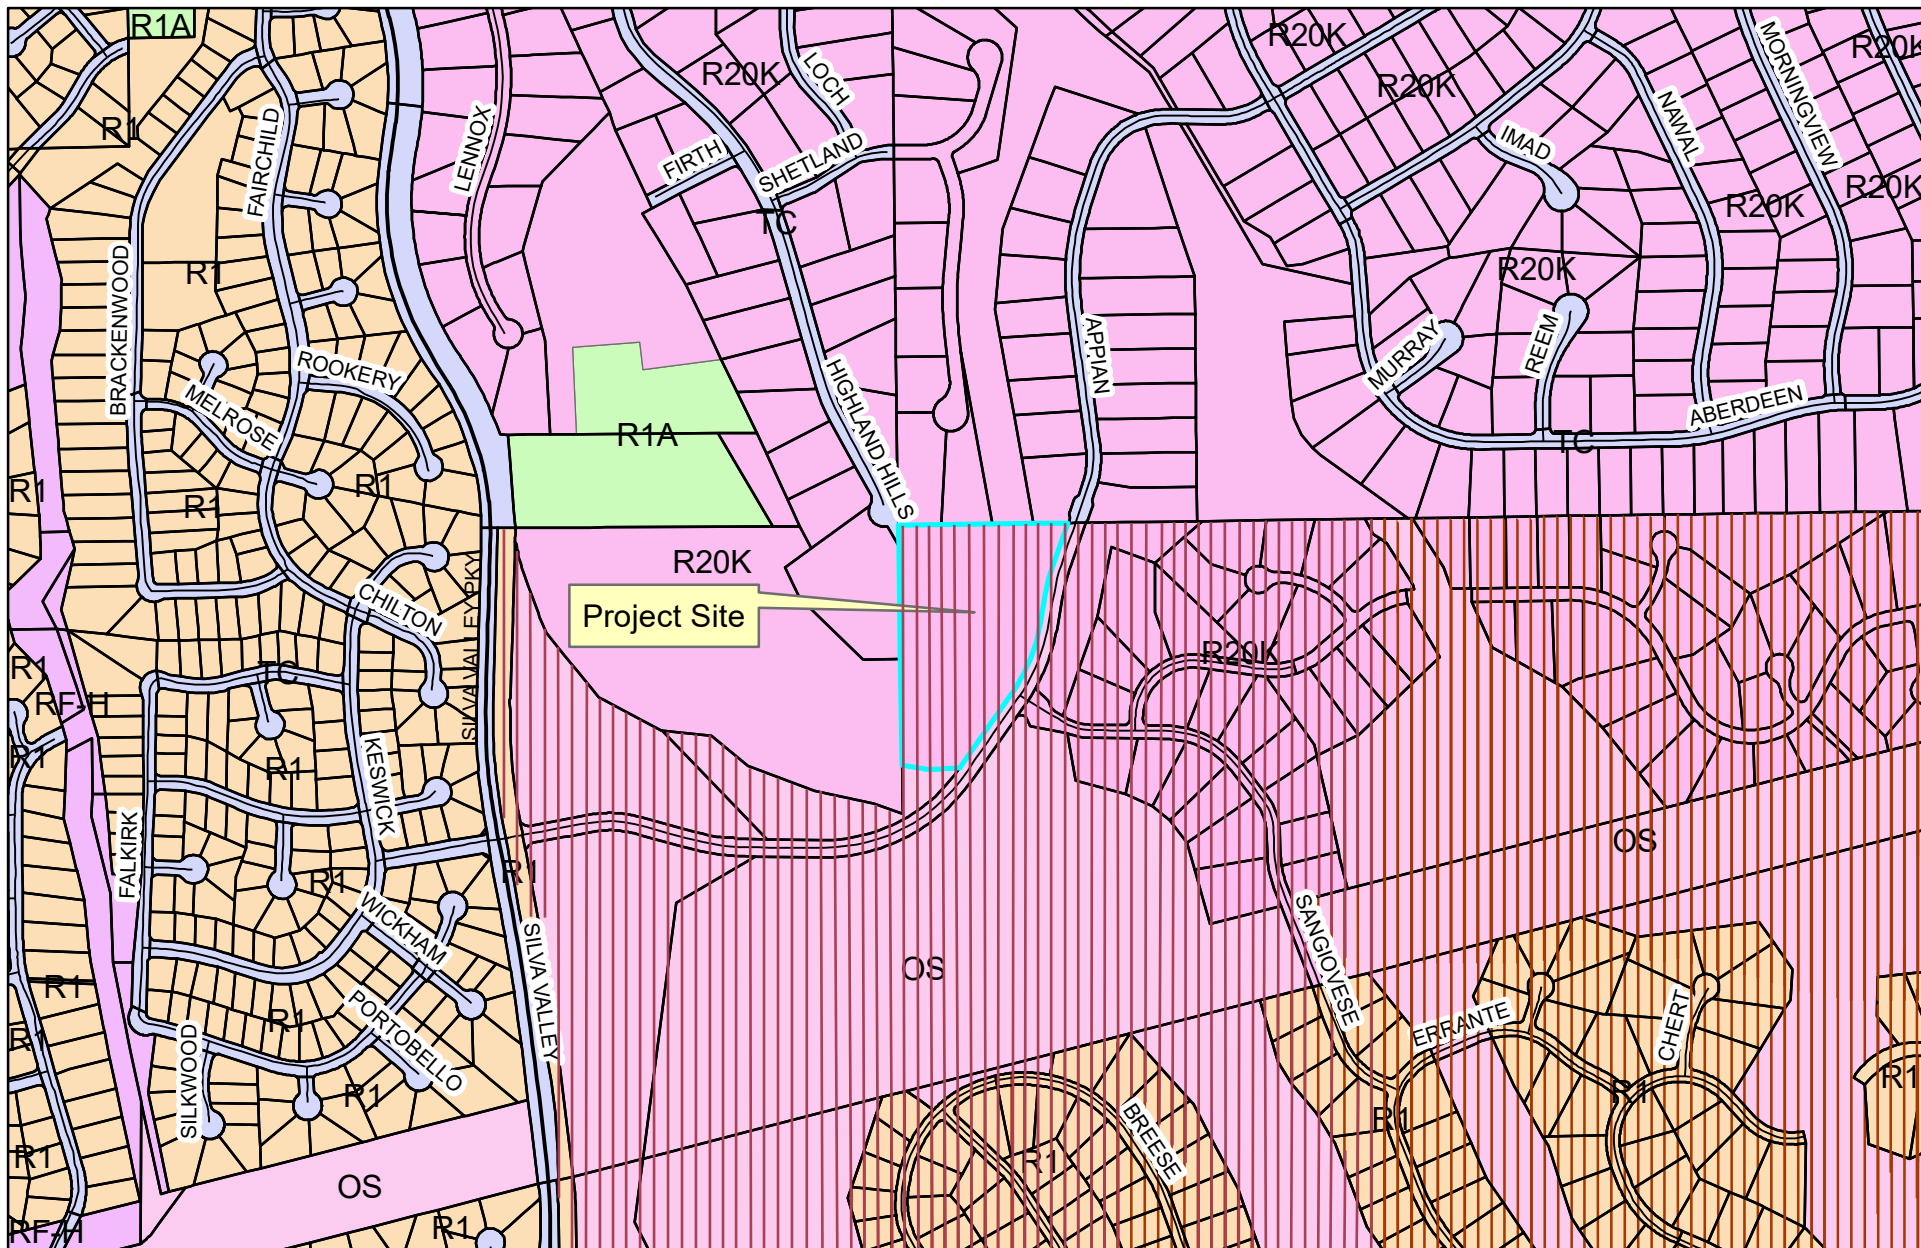 R1A
R20K
R20K
R20K
R20K
LOCH
MORNINGVIEW
R1
FAIRCHILD
LENNOX
FIRTH
SHETLAND
IMAD
NAWAL
R20K
R20K
TC
R1
BRACKENWOOD
R20K
ROOKERY
MELROSE
APPIAN
HIGHLAND HILLS
MURRAY
REEM
ABERDEEN
TC
R1A
R1
R1
R1
R20K
CHILTON
SILVA VALLEY PKY
Project Site
R20K
R1
TC
RF-H
R1
R1
KESWICK
FALKIRK
OS
R1
R1
WICKHAM
SILVA VALLEY
SANGIOVESE
OS
R1
R1
PORTOBELLO
ERRANTE
CHERT
R1
SILKWOOD
R1
R1
R1
R1
BREESE
R1
R1
OS
RF-H
R1